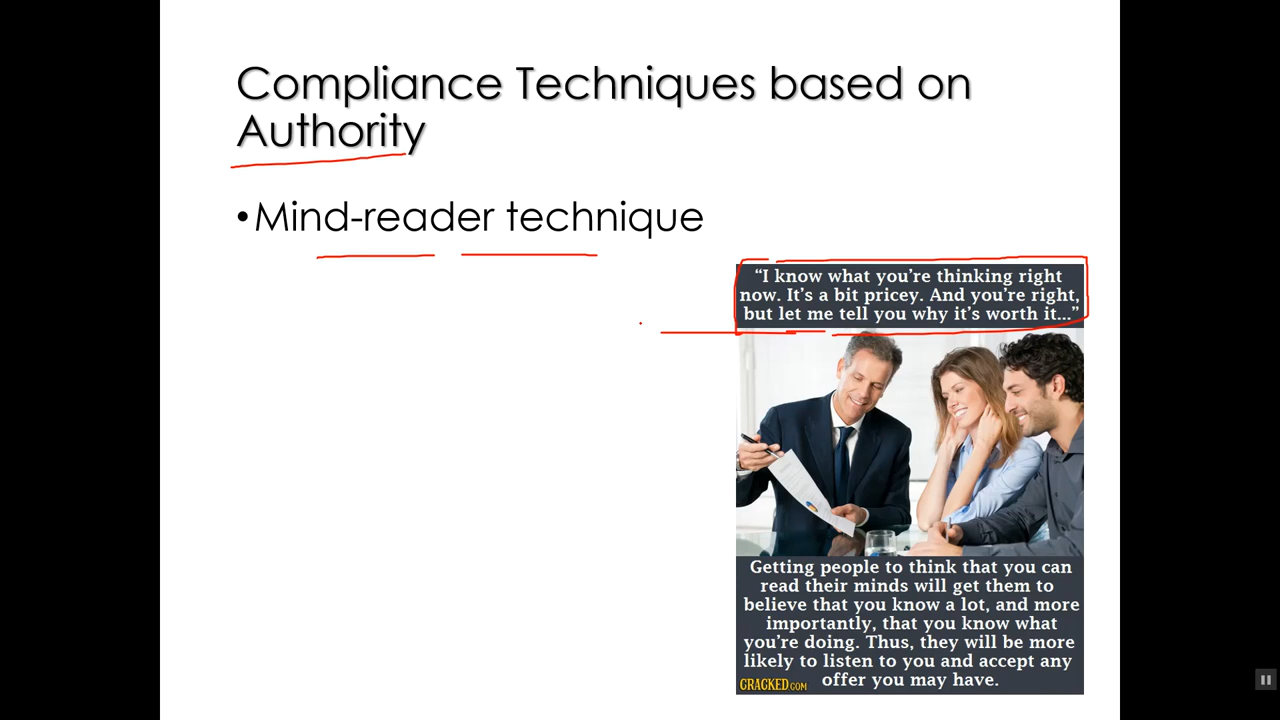 Compliance Techniques based on
Authority
•Mind-reader technique
“I know what you're thinking right
now. It's a bit pricey. And you're right,
but let me tell you why it's worth it...”
Getting people to think that you can
read their minds will get them to
believe that you know a lot, and more
importantly, that you know what
you're doing. Thus, they will be more
likely to listen to you and accept any
offer you may have.
CRACKED.COM